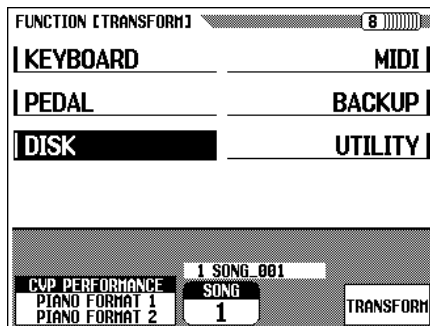 FUNCTION [TRANSFORM] 8
KEYBOARD MIDI
PEDAL BACKUP
DISK UTILITY
1 SONG_001
CVP PERFORMANCE
PIANO FORMAT 1
PIANO FORMAT 2
SONG
1
TRANSFORM